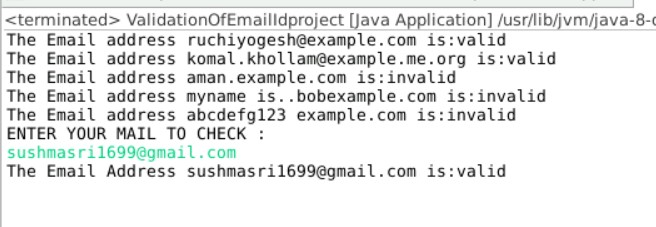 <terminated> ValidationOfEmailIdproject [Java Application] /usr/lib/jvm/java-8-o
The Email address ruchiyogesh@example.com is:valid
The Email address komal.khollam@example.me.org is:valid
The Email address aman.example.com is:invalid
The Email address myname is..bobexample.com is:invalid
The Email address abcdefg123 example.com is:invalid
ENTER YOUR MAIL TO CHECK :
sushmasri1699@gmail.com
The Email Address sushmasri1699@gmail.com is:valid